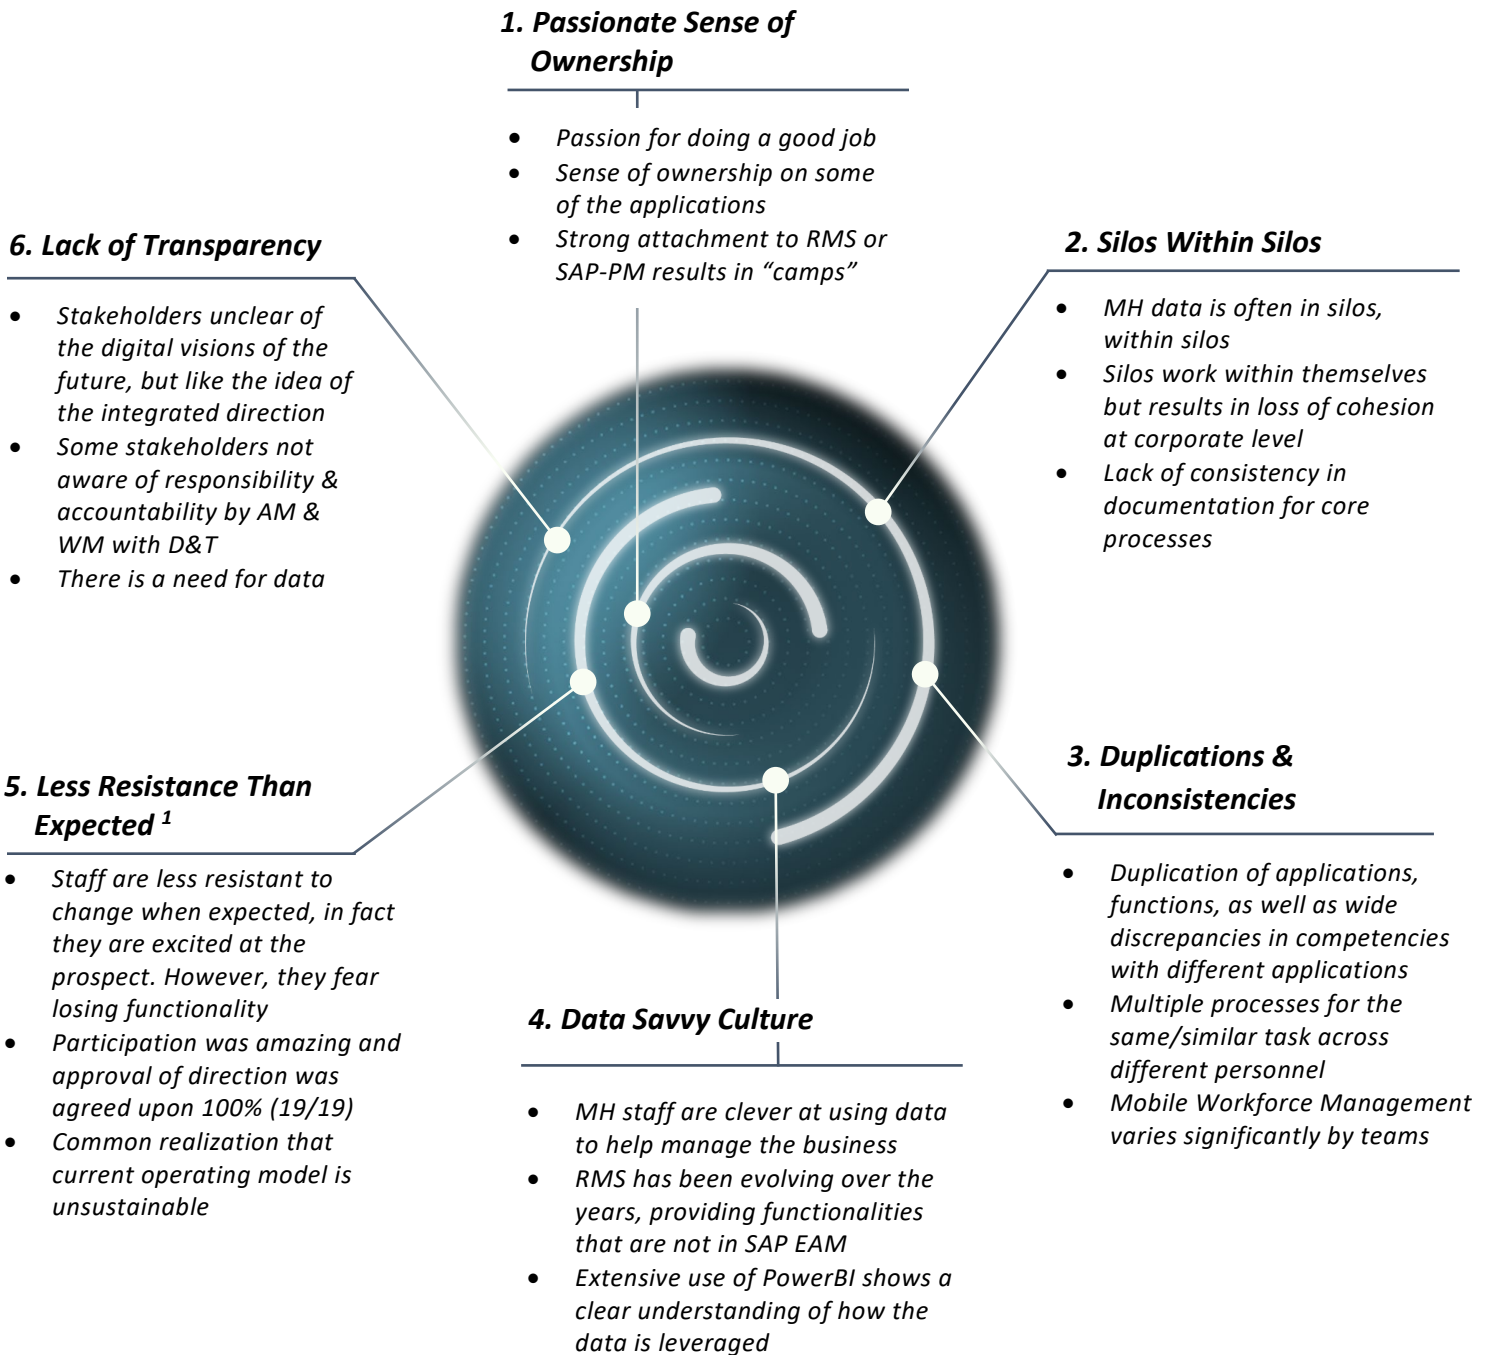 1. Passionate Sense of
Ownership
• Passion for doing a good job
• Sense of ownership on some
of the applications
• Strong attachment to RMS or
SAP-PM results in “camps”
2. Silos Within Silos
• MH data is often in silos,
within silos
• Silos work within themselves
but results in loss of cohesion
at corporate level
• Lack of consistency in
documentation for core
processes
3. Duplications &
Inconsistencies
• Duplication of applications,
functions, as well as wide
discrepancies in competencies
with different applications
• Multiple processes for the
same/similar task across
different personnel
• Mobile Workforce Management
varies significantly by teams
4. Data Savvy Culture
• MH staff are clever at using data
to help manage the business
• RMS has been evolving over the
years, providing functionalities
that are not in SAP EAM
• Extensive use of PowerBI shows a
clear understanding of how the
data is leveraged
5. Less Resistance Than
Expected ¹
• Staff are less resistant to
change when expected, in fact
they are excited at the
prospect. However, they fear
losing functionality
• Participation was amazing and
approval of direction was
agreed upon 100% (19/19)
• Common realization that
current operating model is
unsustainable
6. Lack of Transparency
• Stakeholders unclear of
the digital visions of the
future, but like the idea of
the integrated direction
• Some stakeholders not
aware of responsibility &
accountability by AM &
WM with D&T
• There is a need for data